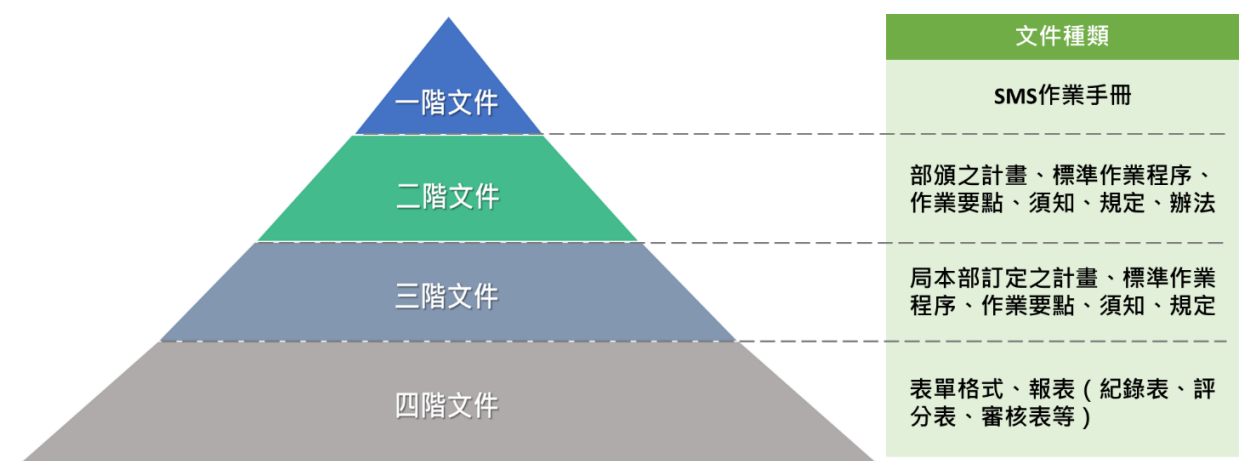 文件種類
一階文件
SMS作業手冊
二階文件
部頒之計畫、標準作業程序、
作業要點、須知、規定、辦法
三階文件
局本部訂定之計畫、標準作業
程序、作業要點、須知、規定
四階文件
表單格式、報表（紀錄表、評
分表、審核表等）